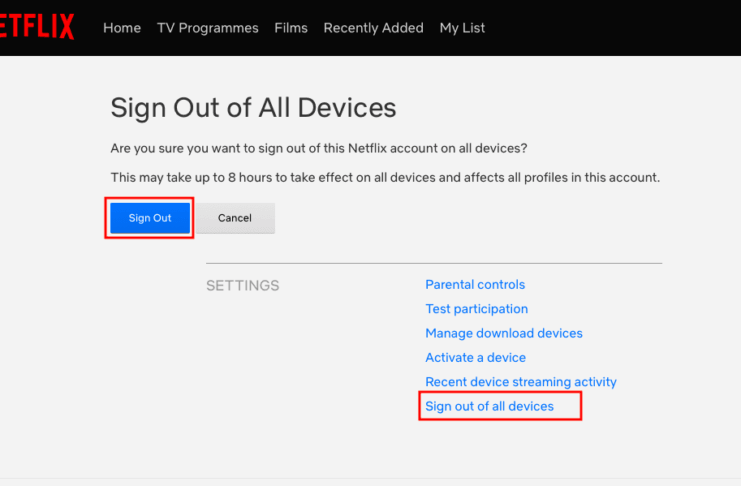 ETFLIX Home TV Programmes Films Recently Added My List
Sign Out of All Devices
Are you sure you want to sign out of this Netflix account on all devices?
This may take up to 8 hours to take effect on all devices and affects all profiles in this account.
Sign Out Cancel
SETTINGS Parental controls
Test participation
Manage download devices
Activate a device
Recent device streaming activity
Sign out of all devices